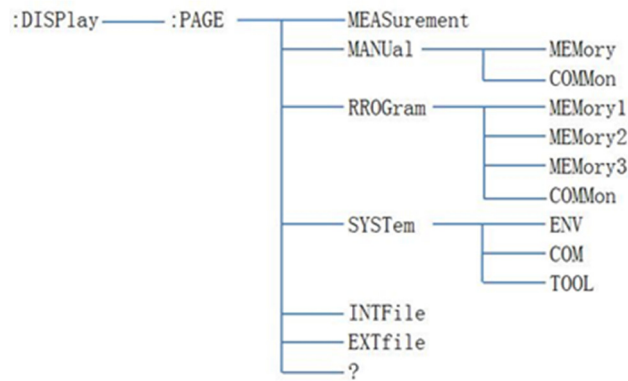 :DISPlay :PAGE MEASurement
MANUal MEMory
COMMon
RROGram MEMory1
MEMory2
MEMory3
COMMon
SYSTem ENV
COM
TOOL
INTFile
EXTfile
?